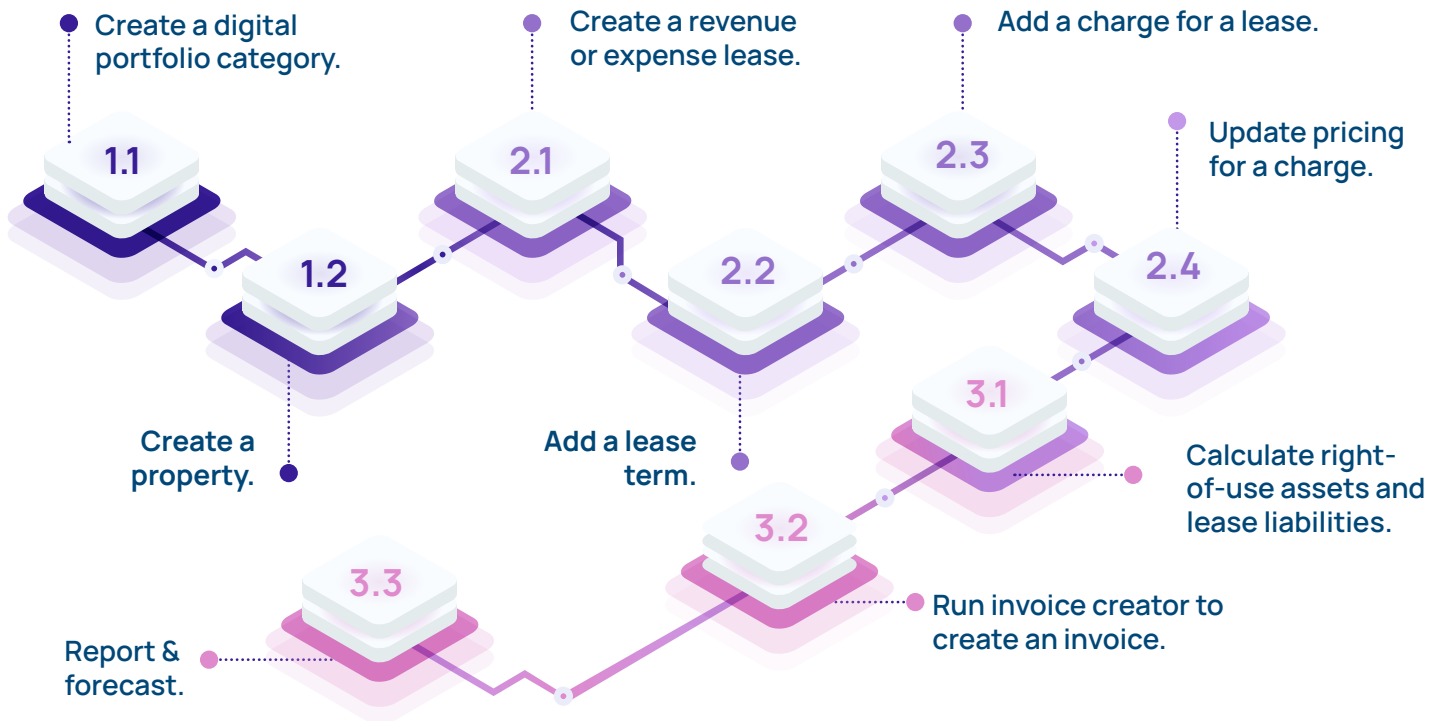 Create a digital
portfolio category.
1.1
1.2
Create a
property.
Create a revenue
or expense lease.
2.1
2.2
Add a lease
term.
Add a charge for a lease.
2.3
Update pricing
for a charge.
2.4
3.1
Calculate right-
of-use assets and
lease liabilities.
3.2
Run invoice creator to
create an invoice.
3.3
Report &
forecast.